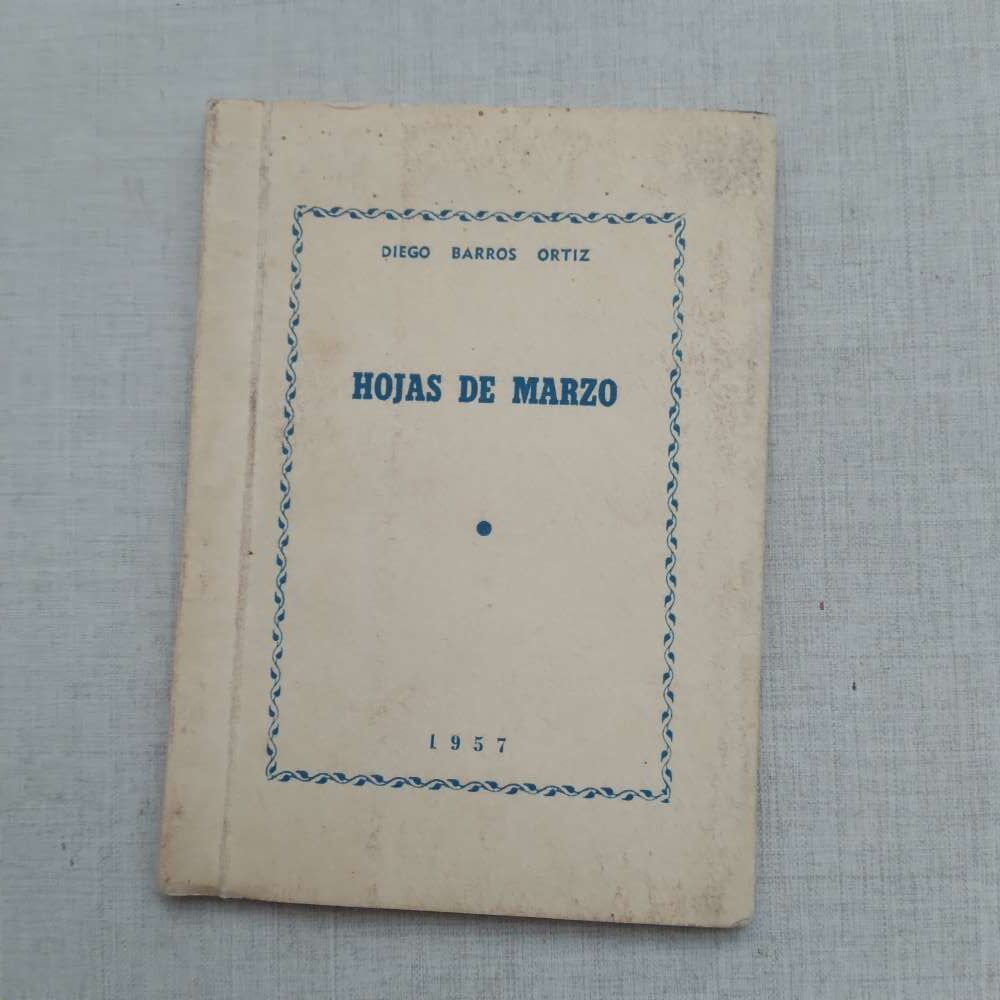 DIEGO BARROS ORTIZ
HOJAS DE MARZO
1957